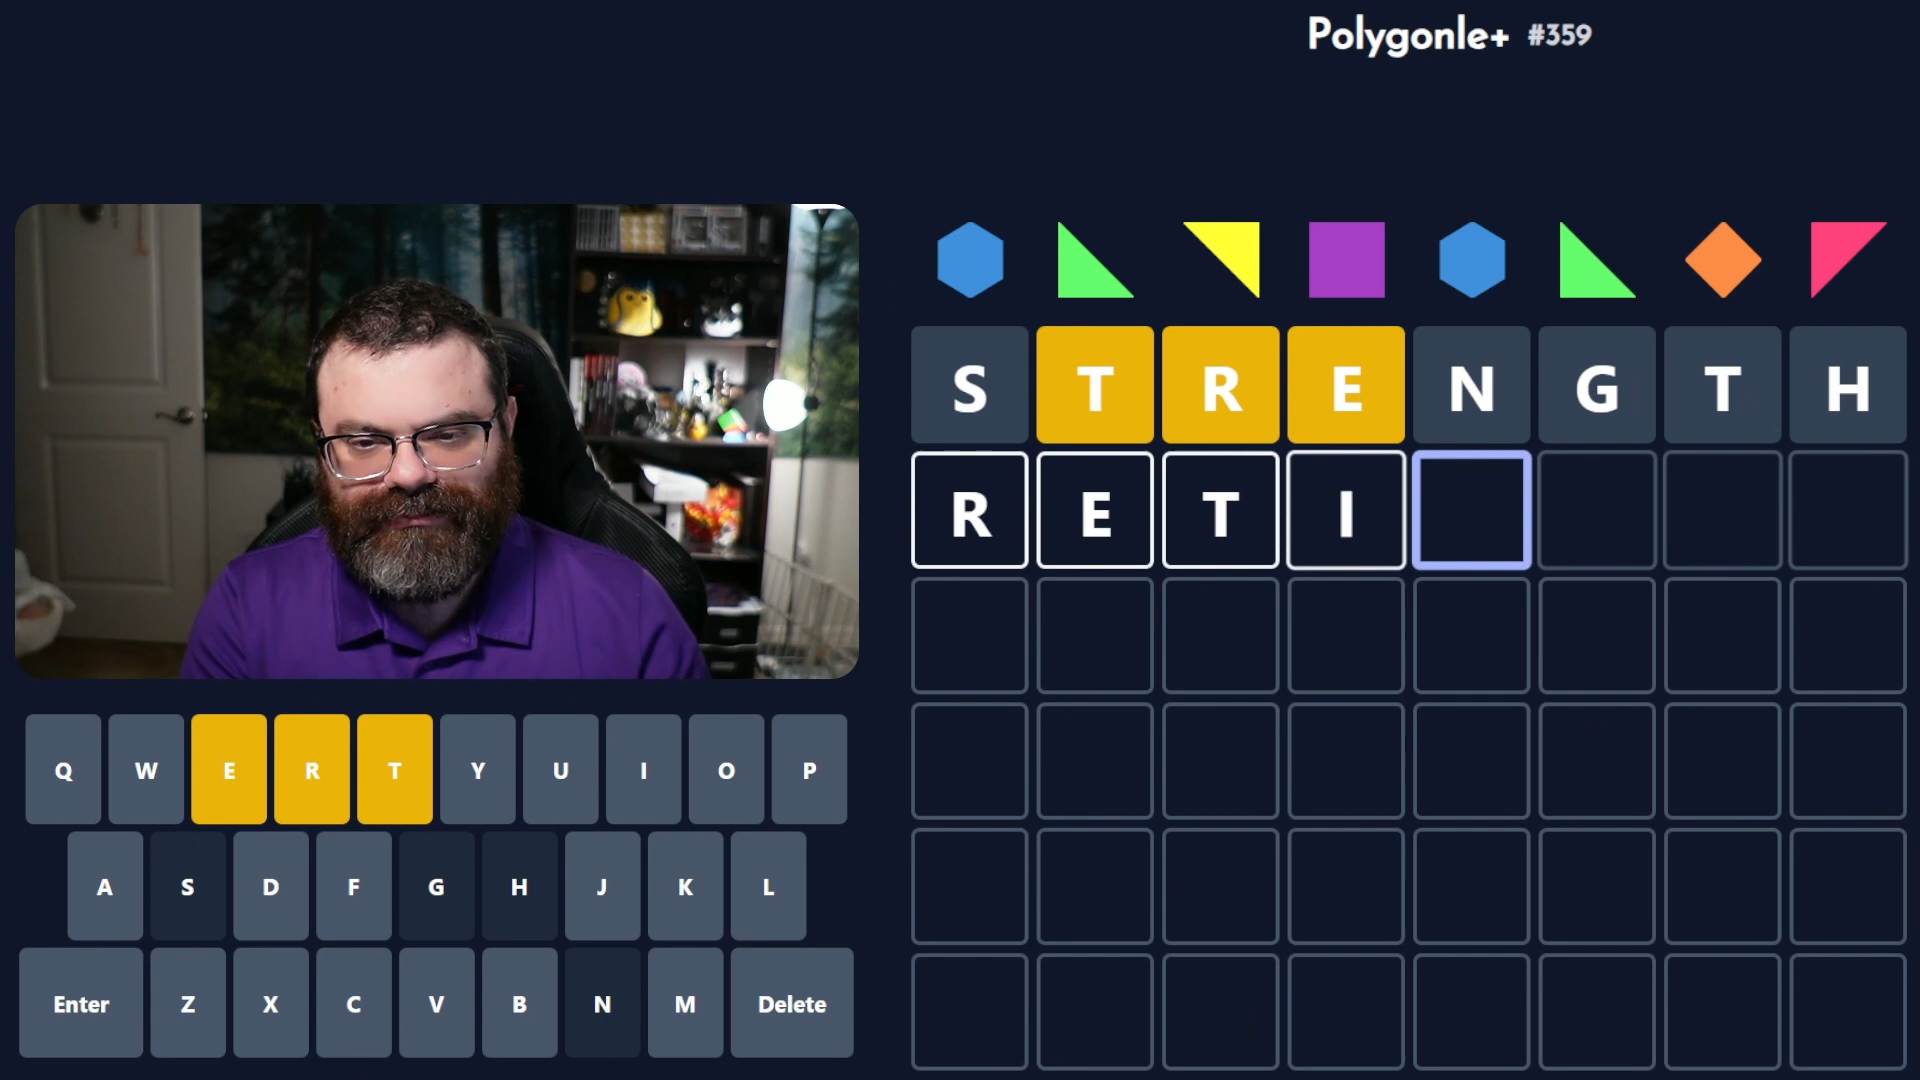 Polygonle+ #359
S T R E N G T H
R E T I
Q W E R T Y U I O P
A S D F G H J K L
Enter Z X C V B N M Delete